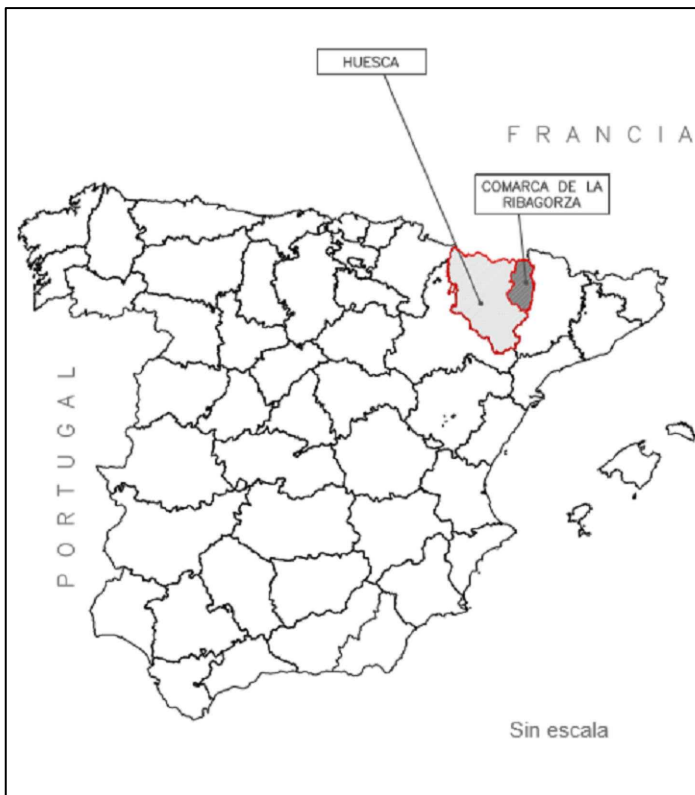 HUESCA
FRANCIA
COMARCA DE LA
RIBAGORZA
PORTUGAL
Sin escala